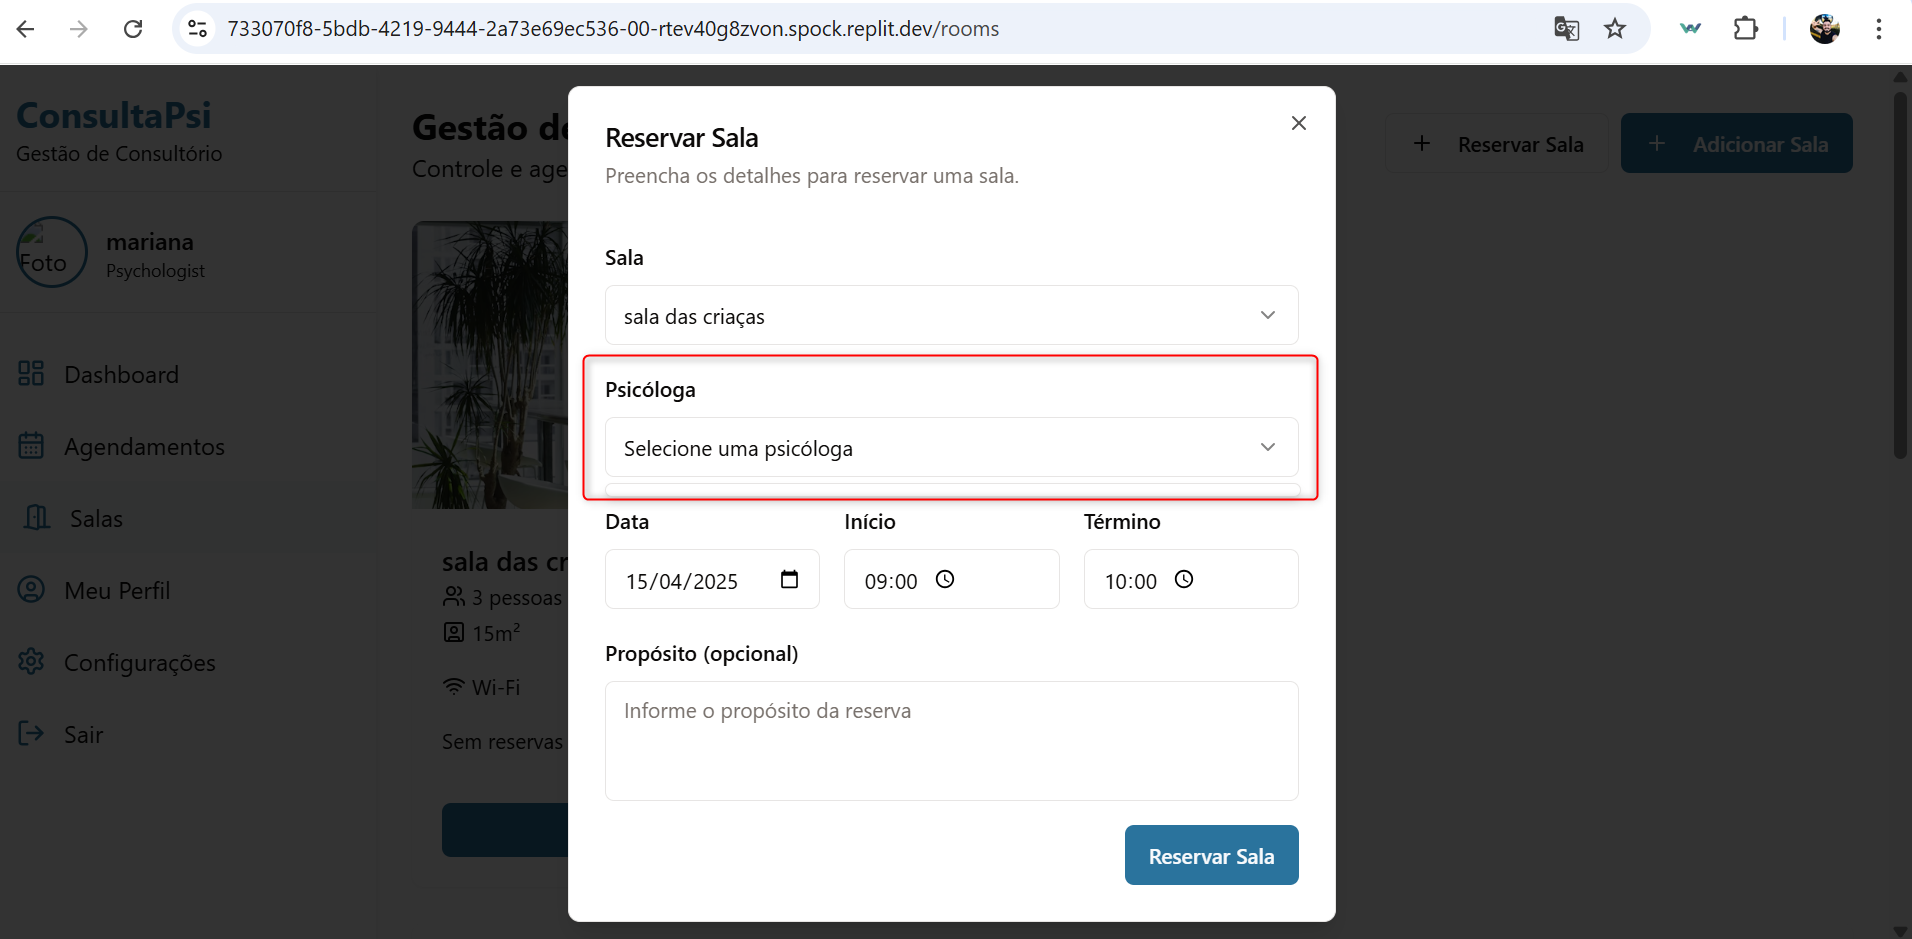 733070f8-5bdb-4219-9444-2a73e69ec536-00-rtev40g8zvon.spock.replit.dev/rooms
ConsultaPsi
Gestão de Consultório
Foto
mariana
Psychologist
Dashboard
Agendamentos
Salas
Meu Perfil
Configurações
Sair
Gestão de
Controle e age
Reservar Sala
Adicionar Sala
sala das cr
3 pessoas
15m²
Wi-Fi
Sem reservas
Reservar Sala
Preencha os detalhes para reservar uma sala.
Sala
sala das criaças
Psicóloga
Selecione uma psicóloga
Data Início Término
15/04/2025 09:00 10:00
Propósito (opcional)
Informe o propósito da reserva
Reservar Sala